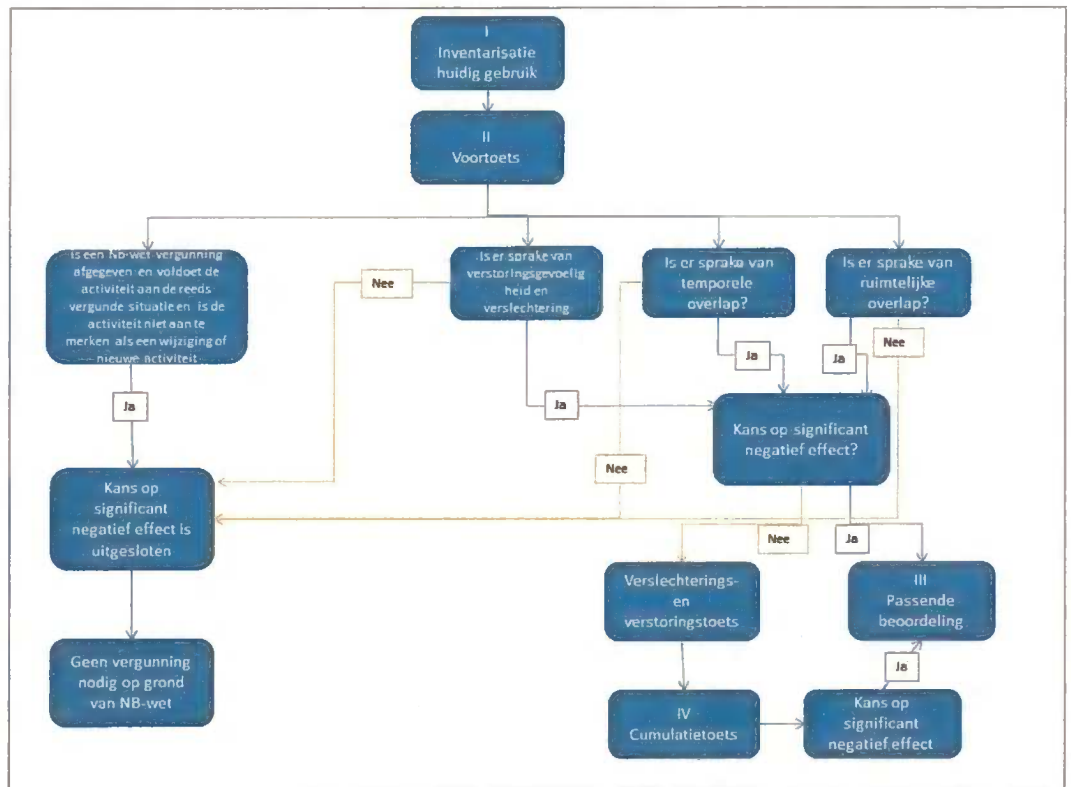 I
Inventarisatie
huidig gebruik
II
Voortoets
Is een Nb-wet-vergunning
afgegeven en voldoet de
activiteit aan de reeds
vergunde situatie en is de
activiteit niet aan te
merken als een wijziging of
nieuwe activiteit
Is er sprake van
verstoringsgevoelig
heid en
verslechtering
Is er sprake van
temporele
overlap?
Is er sprake van
ruimtelijke
overlap?
Nee
Nee
Ja
Ja
Ja
Ja
Kans op significant
negatief effect?
Nee
Kans op
significant
negatief effect is
uitgesloten
Nee
Ja
Verslechterings-
en
verstoringstoets
III
Passende
beoordeling
Geen vergunning
nodig op grond
van NB-wet
Ja
IV
Cumulatietoets
Kans op
significant
negatief effect